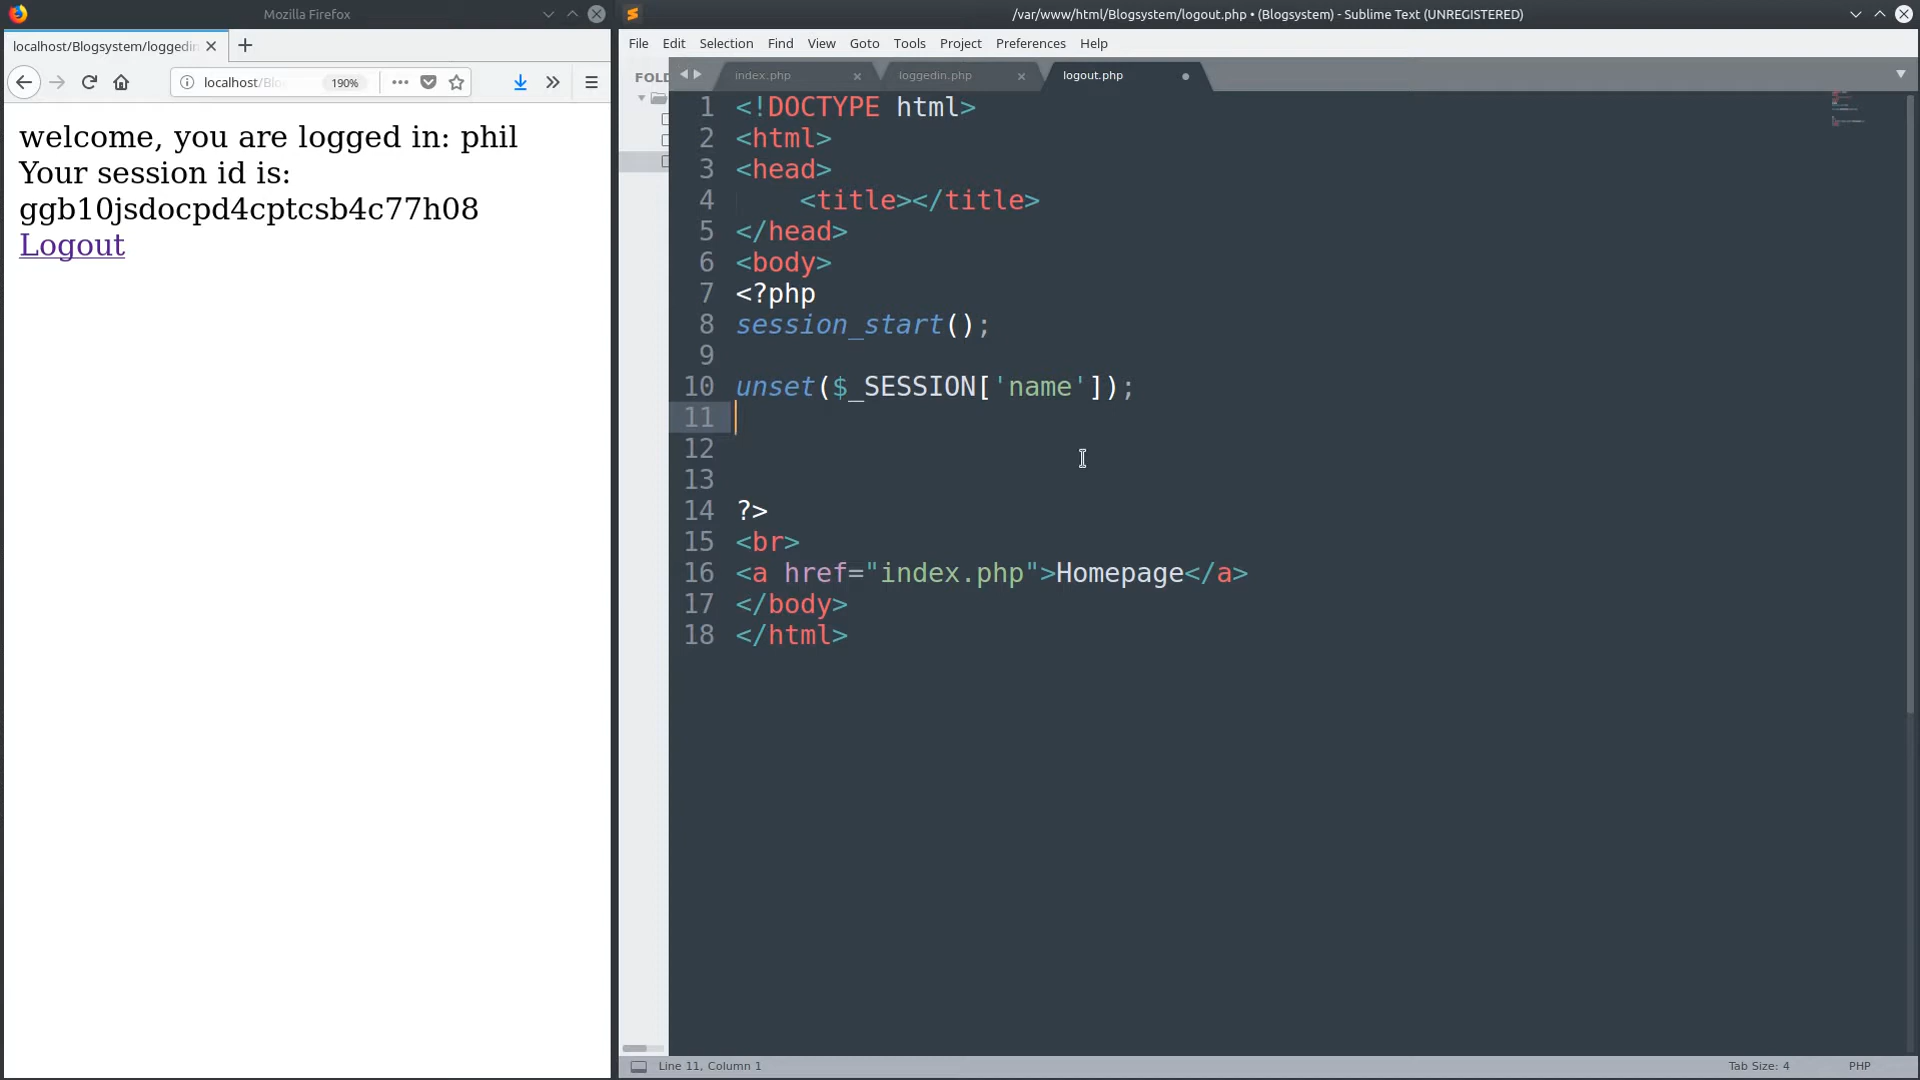 Mozilla Firefox
localhost/Blogsystem/loggedin
localhost/Blo
190%
welcome, you are logged in: phil
Your session id is:
ggb10jsdocpd4cptcsb4c77h08
Logout
/var/www/html/Blogsystem/logout.php • (Blogsystem) - Sublime Text (UNREGISTERED)
File Edit Selection Find View Goto Tools Project Preferences Help
FOLD
index.php loggedin.php logout.php
1 <!DOCTYPE html>
2 <html>
3 <head>
4 <title></title>
5 </head>
6 <body>
7 <?php
8 session_start();
9
10 unset($_SESSION['name']);
11
12
13
14 ?>
15 <br>
16 <a href="index.php">Homepage</a>
17 </body>
18 </html>
Line 11, Column 1
Tab Size: 4
PHP